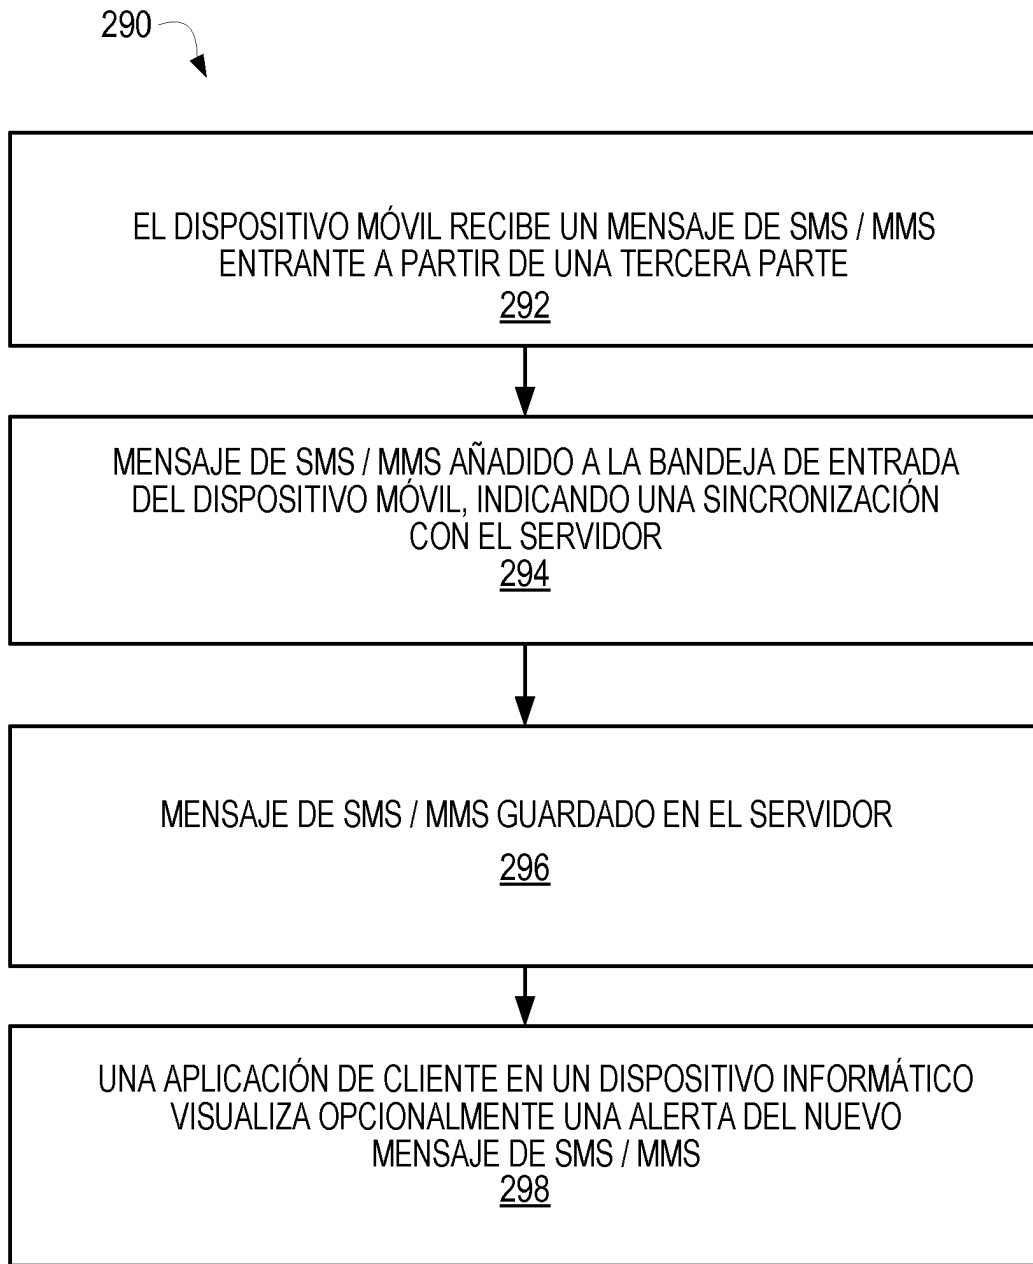 290
EL DISPOSITIVO MÓVIL RECIBE UN MENSAJE DE SMS / MMS
ENTRANTE A PARTIR DE UNA TERCERA PARTE
292
MENSAJE DE SMS / MMS AÑADIDO A LA BANDEJA DE ENTRADA
DEL DISPOSITIVO MÓVIL, INDICANDO UNA SINCRONIZACIÓN
CON EL SERVIDOR
294
MENSAJE DE SMS / MMS GUARDADO EN EL SERVIDOR
296
UNA APLICACIÓN DE CLIENTE EN UN DISPOSITIVO INFORMÁTICO
VISUALIZA OPCIONALMENTE UNA ALERTA DEL NUEVO
MENSAJE DE SMS / MMS
298